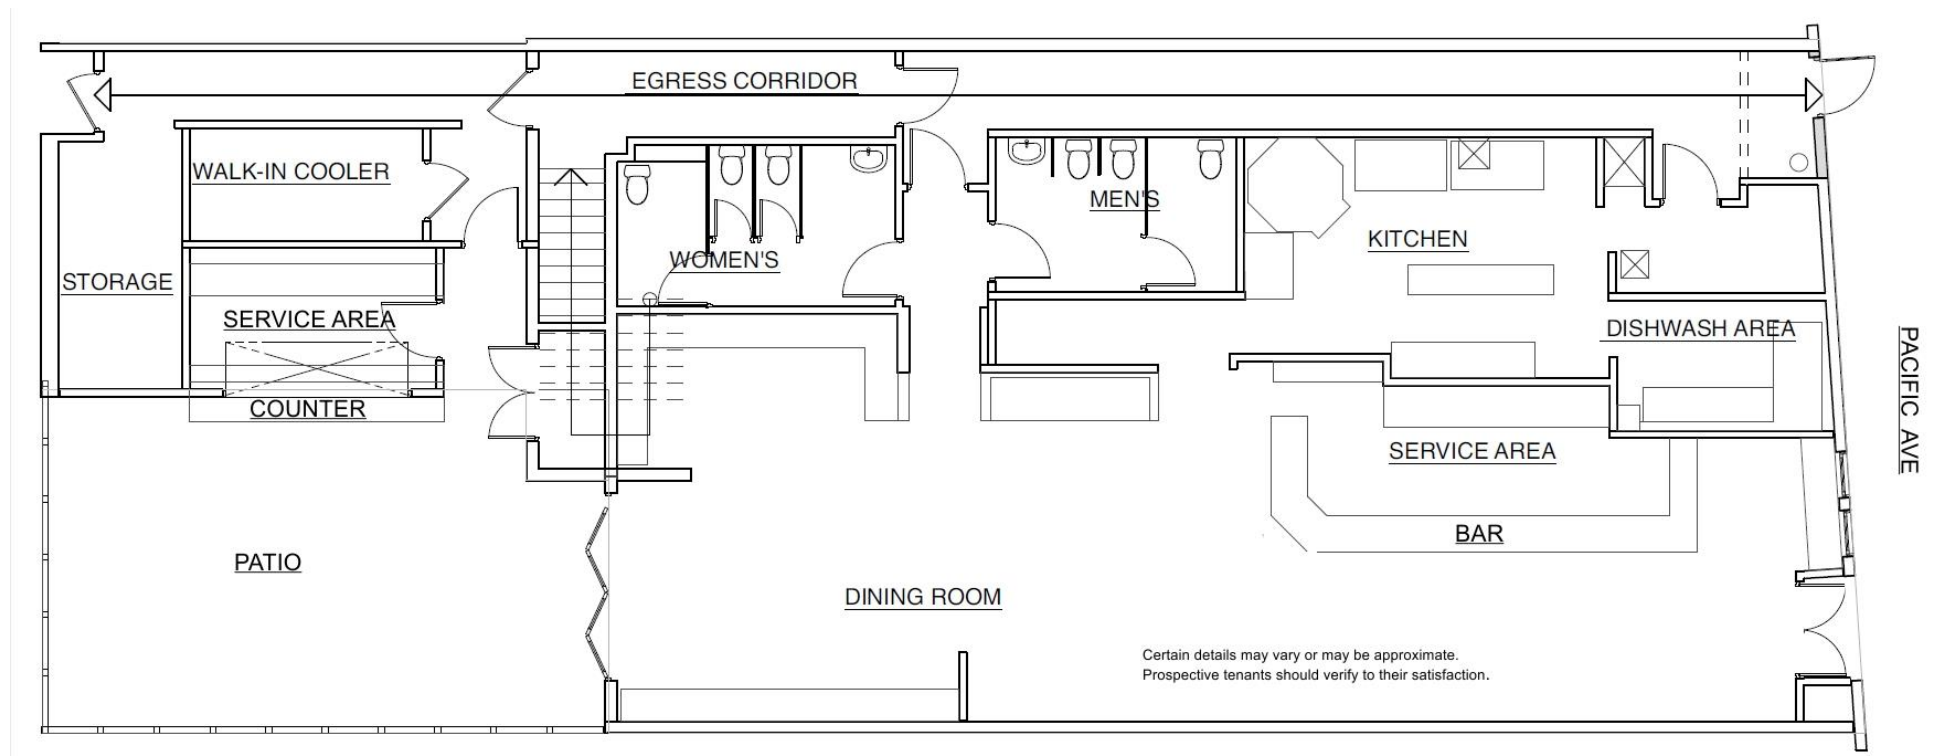 EGRESS CORRIDOR
WALK-IN COOLER
MEN'S
KITCHEN
WOMEN'S
STORAGE
SERVICE AREA
DISHWASH AREA
PACIFIC AVE
COUNTER
SERVICE AREA
BAR
PATIO
DINING ROOM
Certain details may vary or may be approximate.
Prospective tenants should verify to their satisfaction.